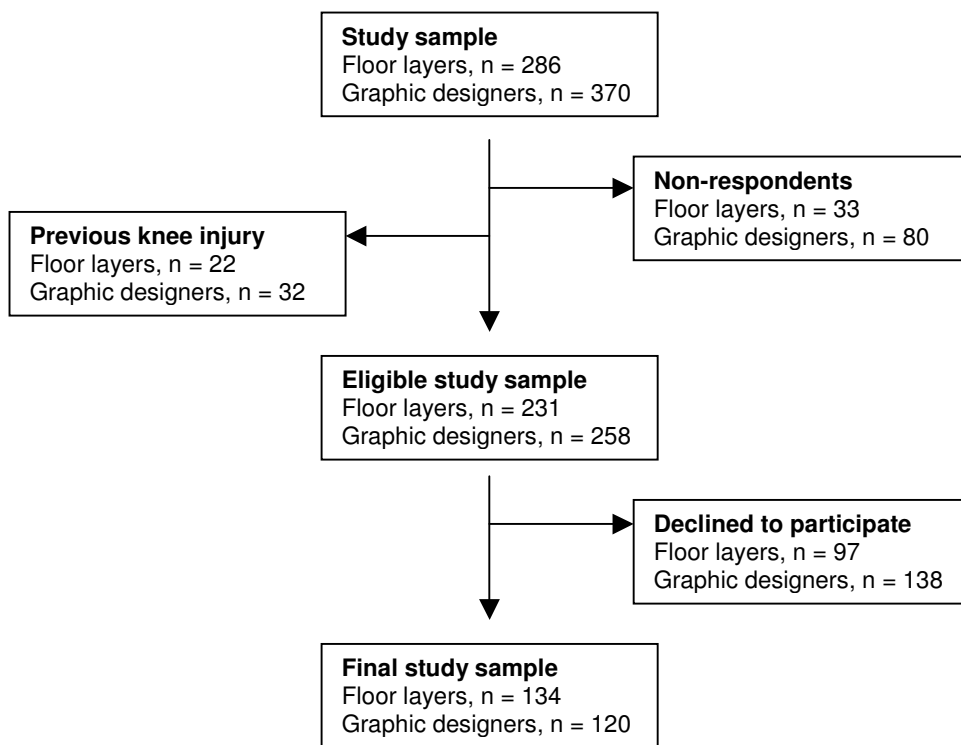 Study sample
Floor layers, n = 286
Graphic designers, n = 370
Non-respondents
Floor layers, n = 33
Graphic designers, n = 80
Previous knee injury
Floor layers, n = 22
Graphic designers, n = 32
Eligible study sample
Floor layers, n = 231
Graphic designers, n = 258
Declined to participate
Floor layers, n = 97
Graphic designers, n = 138
Final study sample
Floor layers, n = 134
Graphic designers, n = 120